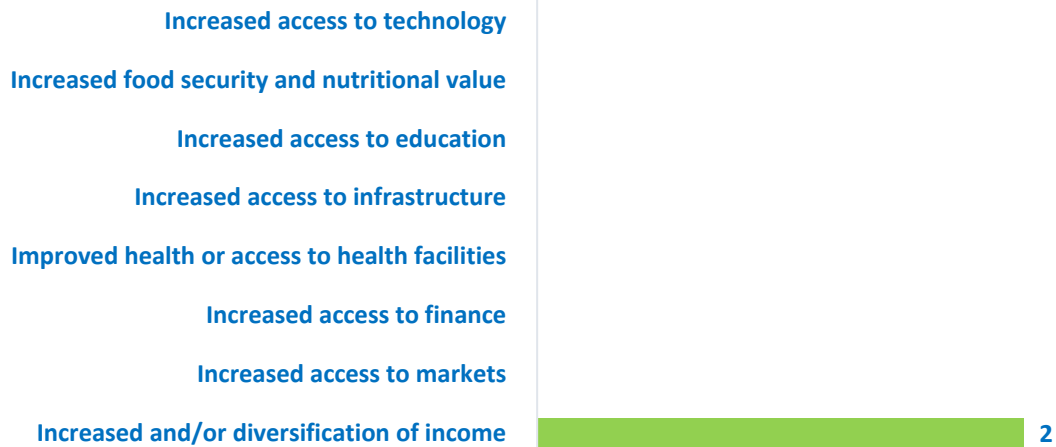 Increased access to technology
Increased food security and nutritional value
Increased access to education
Increased access to infrastructure
Improved health or access to health facilities
Increased access to finance
Increased access to markets
Increased and/or diversification of income 2